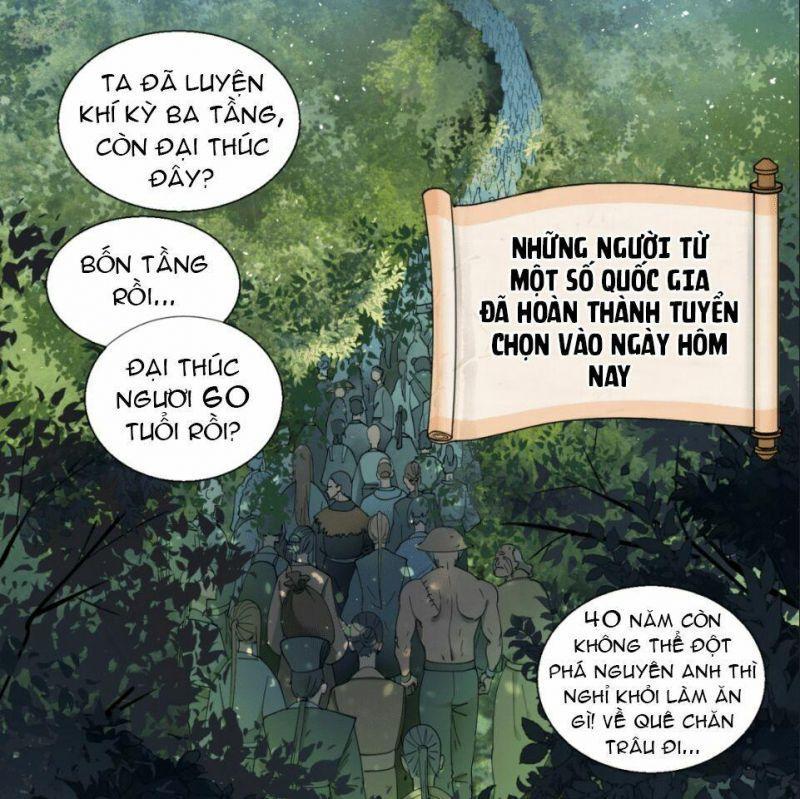 TA ĐÃ LUYỆN
KHÍ KỲ BA TẦNG,
CÒN ĐẠI THÚC
ĐÂY?
NHỮNG NGƯỜI TỪ
MỘT SỐ QUỐC GIA
ĐÃ HOÀN THÀNH TUYỂN
CHỌN VÀO NGÀY HÔM
NAY
BỐN TẦNG
RỒI...
ĐẠI THÚC
NGƯƠI 60
TUỔI RỒI?
40 NĂM CÒN
KHÔNG THỂ ĐỘT
PHÁ NGUYÊN ANH THÌ
NGHỈ KHỎI LÀM ĂN
GÌ! VỀ QUÊ CHĂN
TRÂU ĐI...